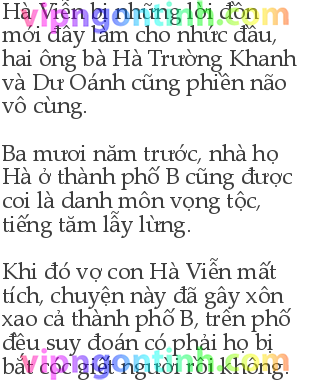 Hà Viễn bị những lời đồn
mới đây làm cho nhức đầu,
hai ông bà Hà Trường Khanh
và Dư Oánh cũng phiền não
vô cùng.
Ba mươi năm trước, nhà họ
Hà ở thành phố B cũng được
coi là danh môn vọng tộc,
tiếng tăm lẫy lừng.
Khi đó vợ con Hà Viễn mất
tích, chuyện này đã gây xôn
xao cả thành phố B, trên phố
đều suy đoán có phải họ bị
bắt cóc giết người rồi không.
vipngontinh.com
vipngontinh.com